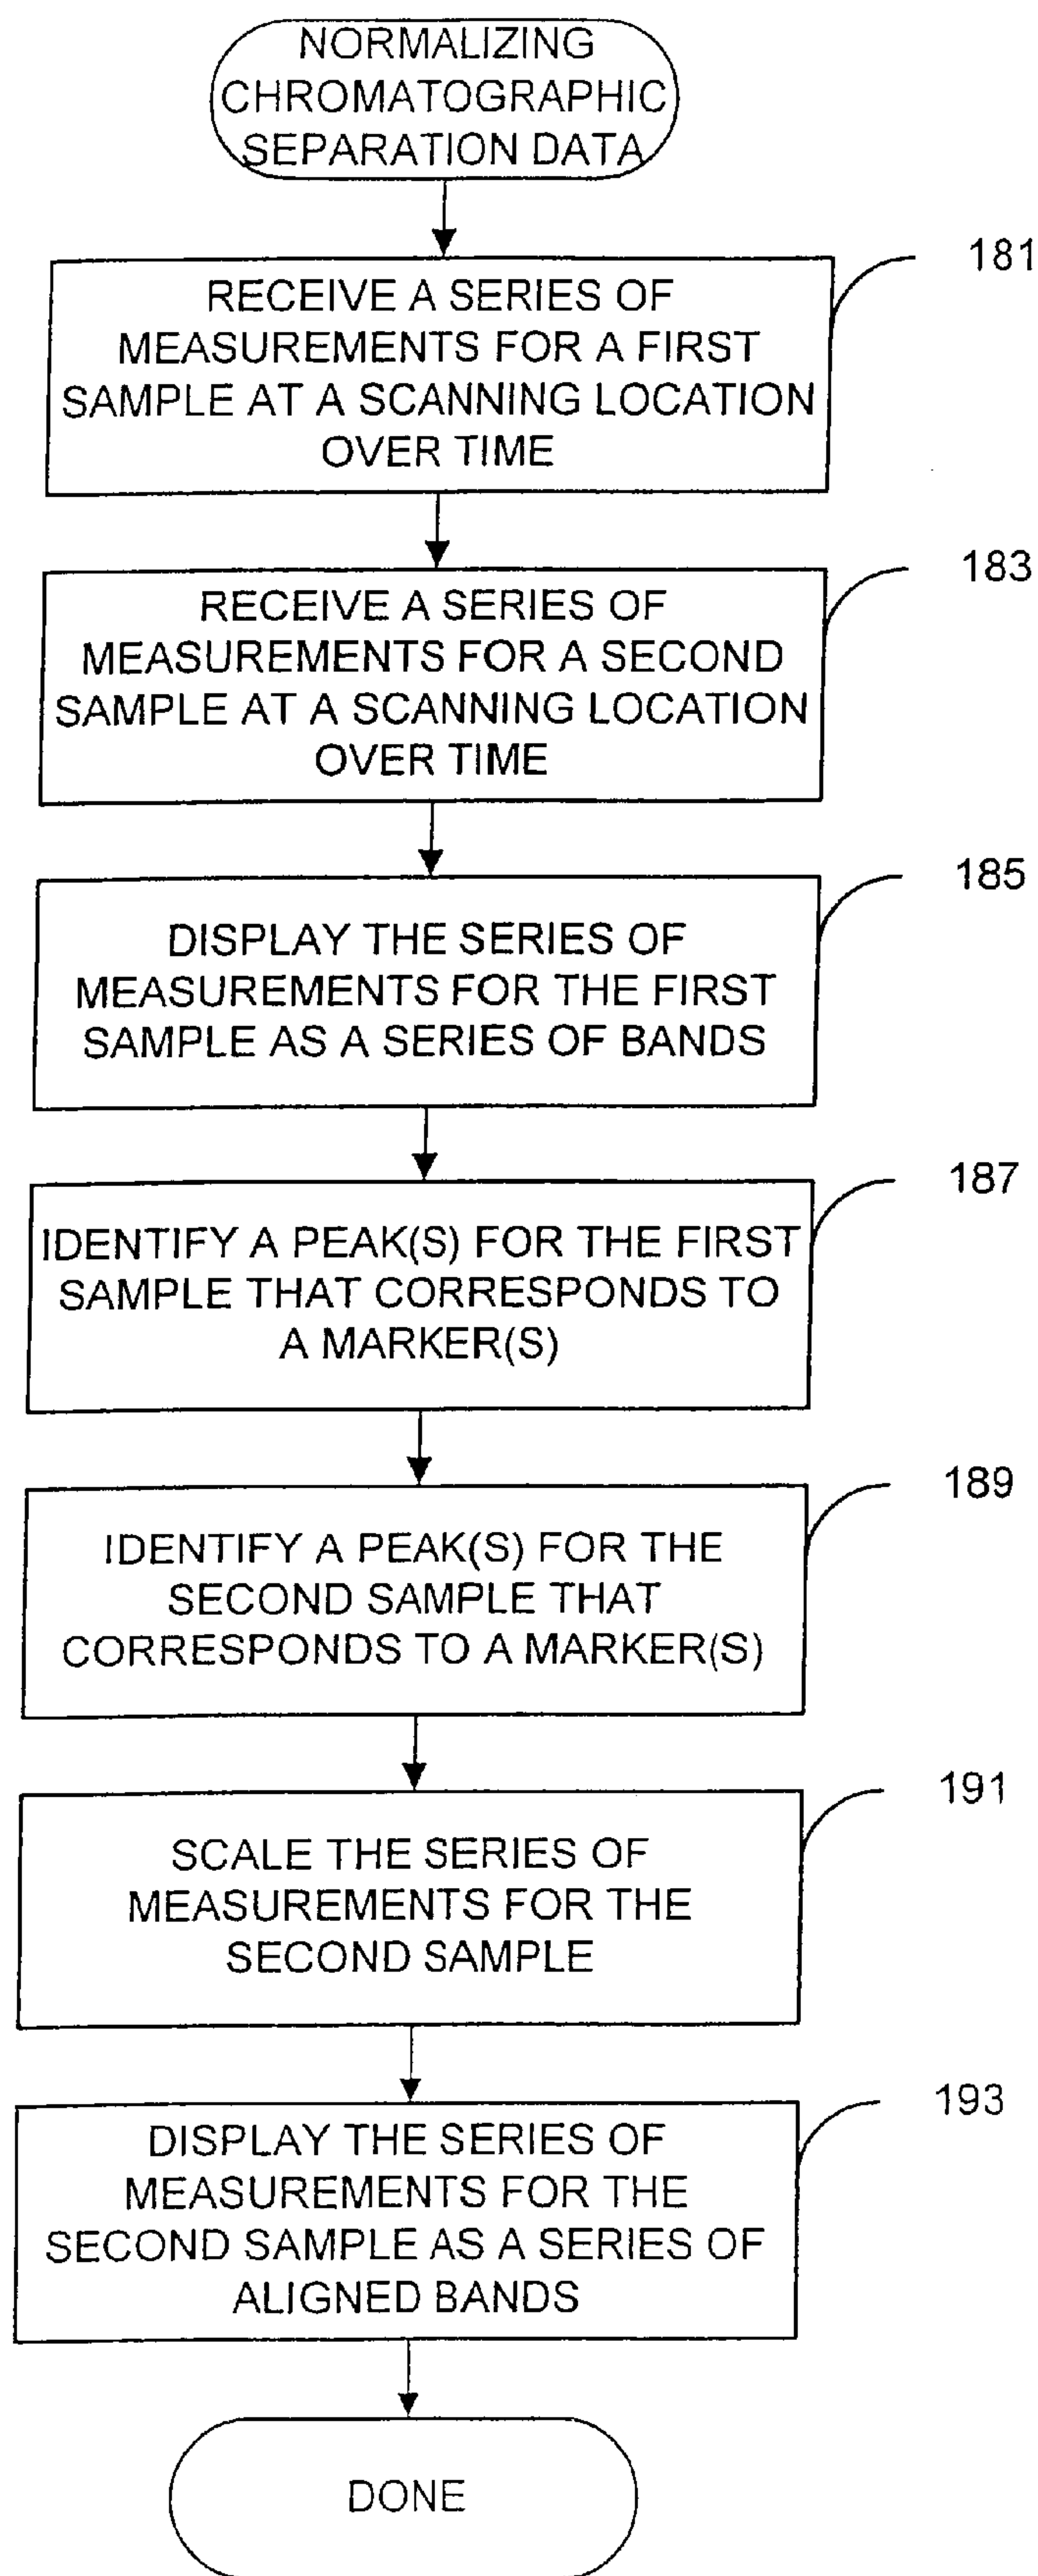 NORMALIZING
CHROMATOGRAPHIC
SEPARATION DATA
181
RECEIVE A SERIES OF
MEASUREMENTS FOR A FIRST
SAMPLE AT A SCANNING LOCATION
OVER TIME
183
RECEIVE A SERIES OF
MEASUREMENTS FOR A SECOND
SAMPLE AT A SCANNING LOCATION
OVER TIME
185
DISPLAY THE SERIES OF
MEASUREMENTS FOR THE FIRST
SAMPLE AS A SERIES OF BANDS
187
IDENTIFY A PEAK(S) FOR THE FIRST
SAMPLE THAT CORRESPONDS TO
A MARKER(S)
189
IDENTIFY A PEAK(S) FOR THE
SECOND SAMPLE THAT
CORRESPONDS TO A MARKER(S)
191
SCALE THE SERIES OF
MEASUREMENTS FOR THE
SECOND SAMPLE
193
DISPLAY THE SERIES OF
MEASUREMENTS FOR THE
SECOND SAMPLE AS A SERIES OF
ALIGNED BANDS
DONE